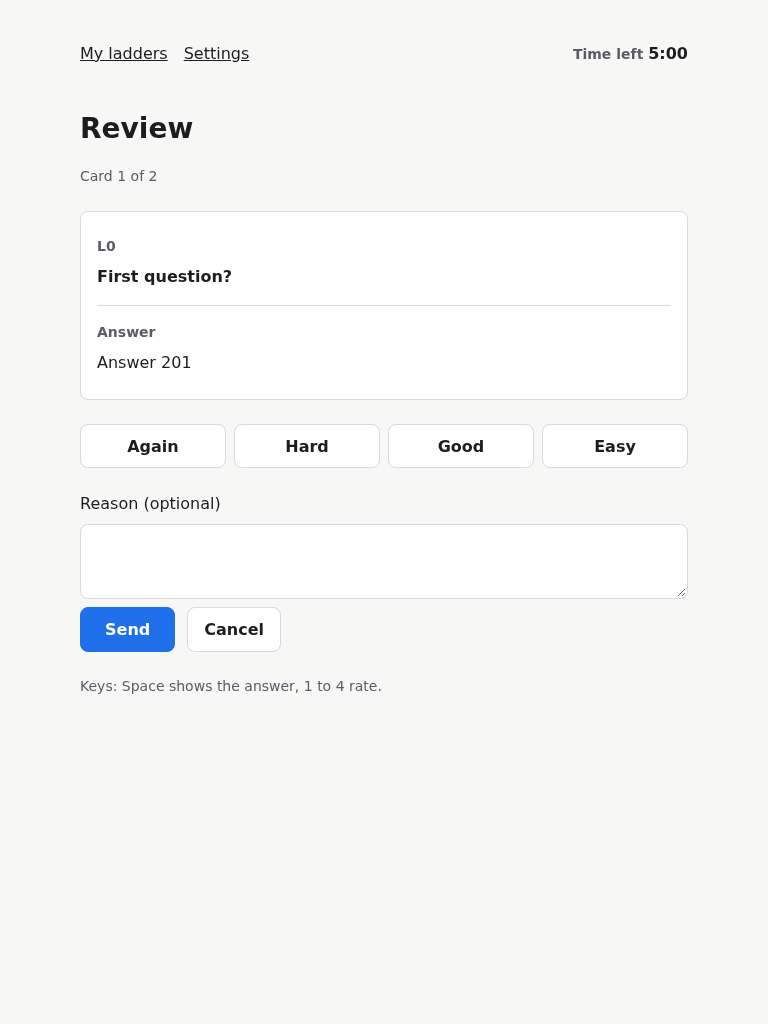 My ladders Settings Time left 5:00
Review
Card 1 of 2
L0
First question?
Answer
Answer 201
Again Hard Good Easy
Reason (optional)
Send Cancel
Keys: Space shows the answer, 1 to 4 rate.